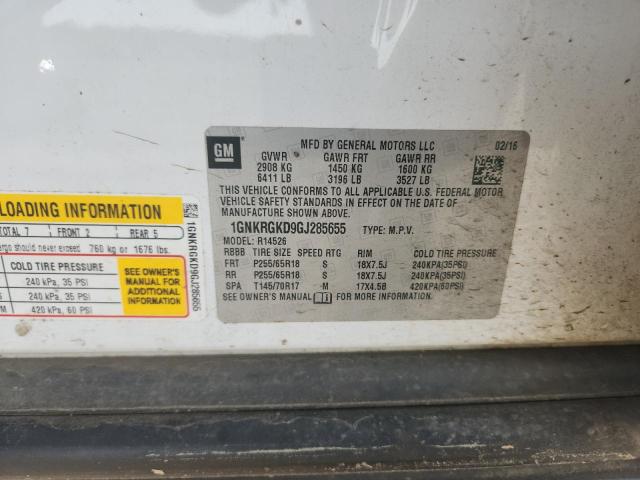 GM
MFD BY GENERAL MOTORS LLC 02/16
GVWR GAWR FRT GAWR RR
2908 KG 1450 KG 1600 KG
6411 LB 3196 LB 3527 LB
THIS VEHICLE CONFORMS TO ALL APPLICABLE U.S. FEDERAL MOTOR
VEHICLE SAFETY, BUMPER, AND THEFT PREVENTION STANDARDS IN
EFFECT ON THE DATE OF MANUFACTURE SHOWN ABOVE.
1GNKRGKD9GJ285655 TYPE: M.P.V.
MODEL: R14526
RBBB TIRE SIZE SPEED RTG RIM COLD TIRE PRESSURE
FRT P255/65R18 S 18X7.5J 240KPA(35PSI)
RR P255/65R18 S 18X7.5J 240KPA(35PSI)
SPA T145/70R17 M 17X4.5B 420KPA(60PSI)
SEE OWNER'S MANUAL FOR MORE INFORMATION.
LOADING INFORMATION
TOTAL 7 FRONT 2 REAR 5
should never exceed 760 kg or 1676 lbs.
COLD TIRE PRESSURE
240 kPa, 35 PSI
240 kPa, 35 PSI
420 kPa, 60 PSI
SEE OWNER'S
MANUAL FOR
ADDITIONAL
INFORMATION
1GNKRGKD9GJ285655